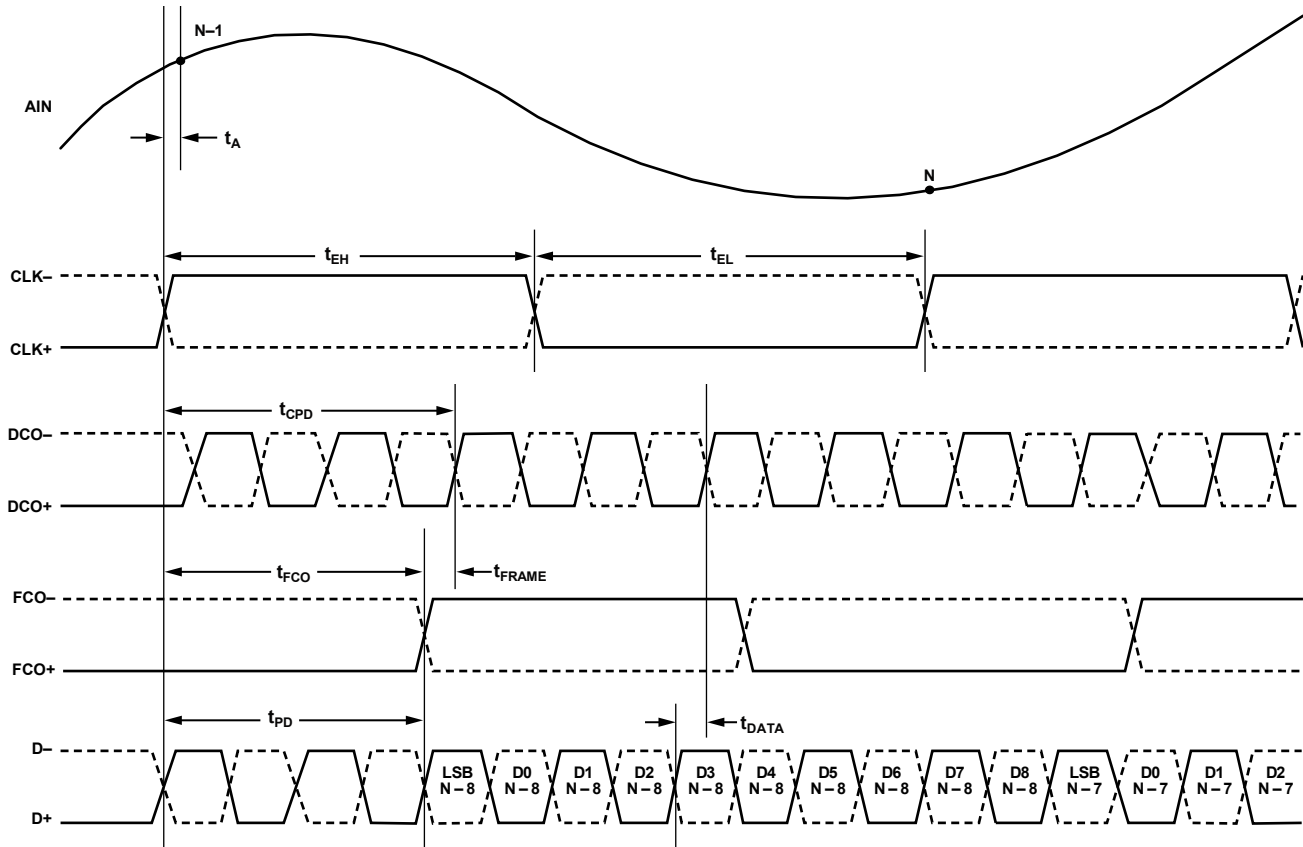 N–1
AIN
tA
N
tEH
tEL
CLK–
CLK+
tCPD
DCO–
DCO+
tFCO
tFRAME
FCO–
FCO+
tPD
tDATA
D–
D+
LSB N – 8
D0 N – 8
D1 N – 8
D2 N – 8
D3 N – 8
D4 N – 8
D5 N – 8
D6 N – 8
D7 N – 8
D8 N – 8
LSB N – 7
D0 N – 7
D1 N – 7
D2 N – 7